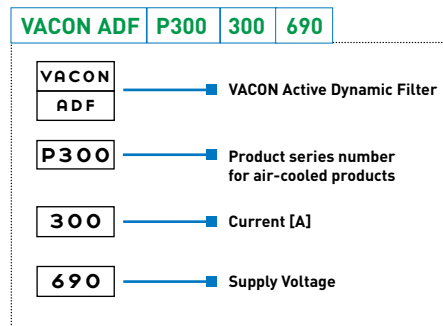 VACON ADF P300 300 690
VACON
ADF
VACON Active Dynamic Filter
P300
Product series number
for air-cooled products
300
Current [A]
690
Supply Voltage